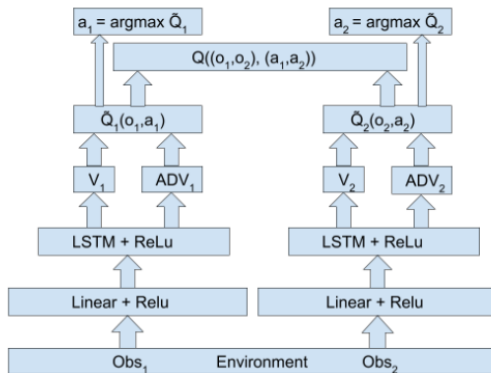 a₁ = argmax Q̃₁ a₂ = argmax Q̃₂
Q((o₁,o₂), (a₁,a₂))
Q̃₁(o₁,a₁) Q̃₂(o₂,a₂)
V₁ ADV₁ V₂ ADV₂
LSTM + ReLu LSTM + ReLu
Linear + Relu Linear + Relu
Obs₁ Environment Obs₂